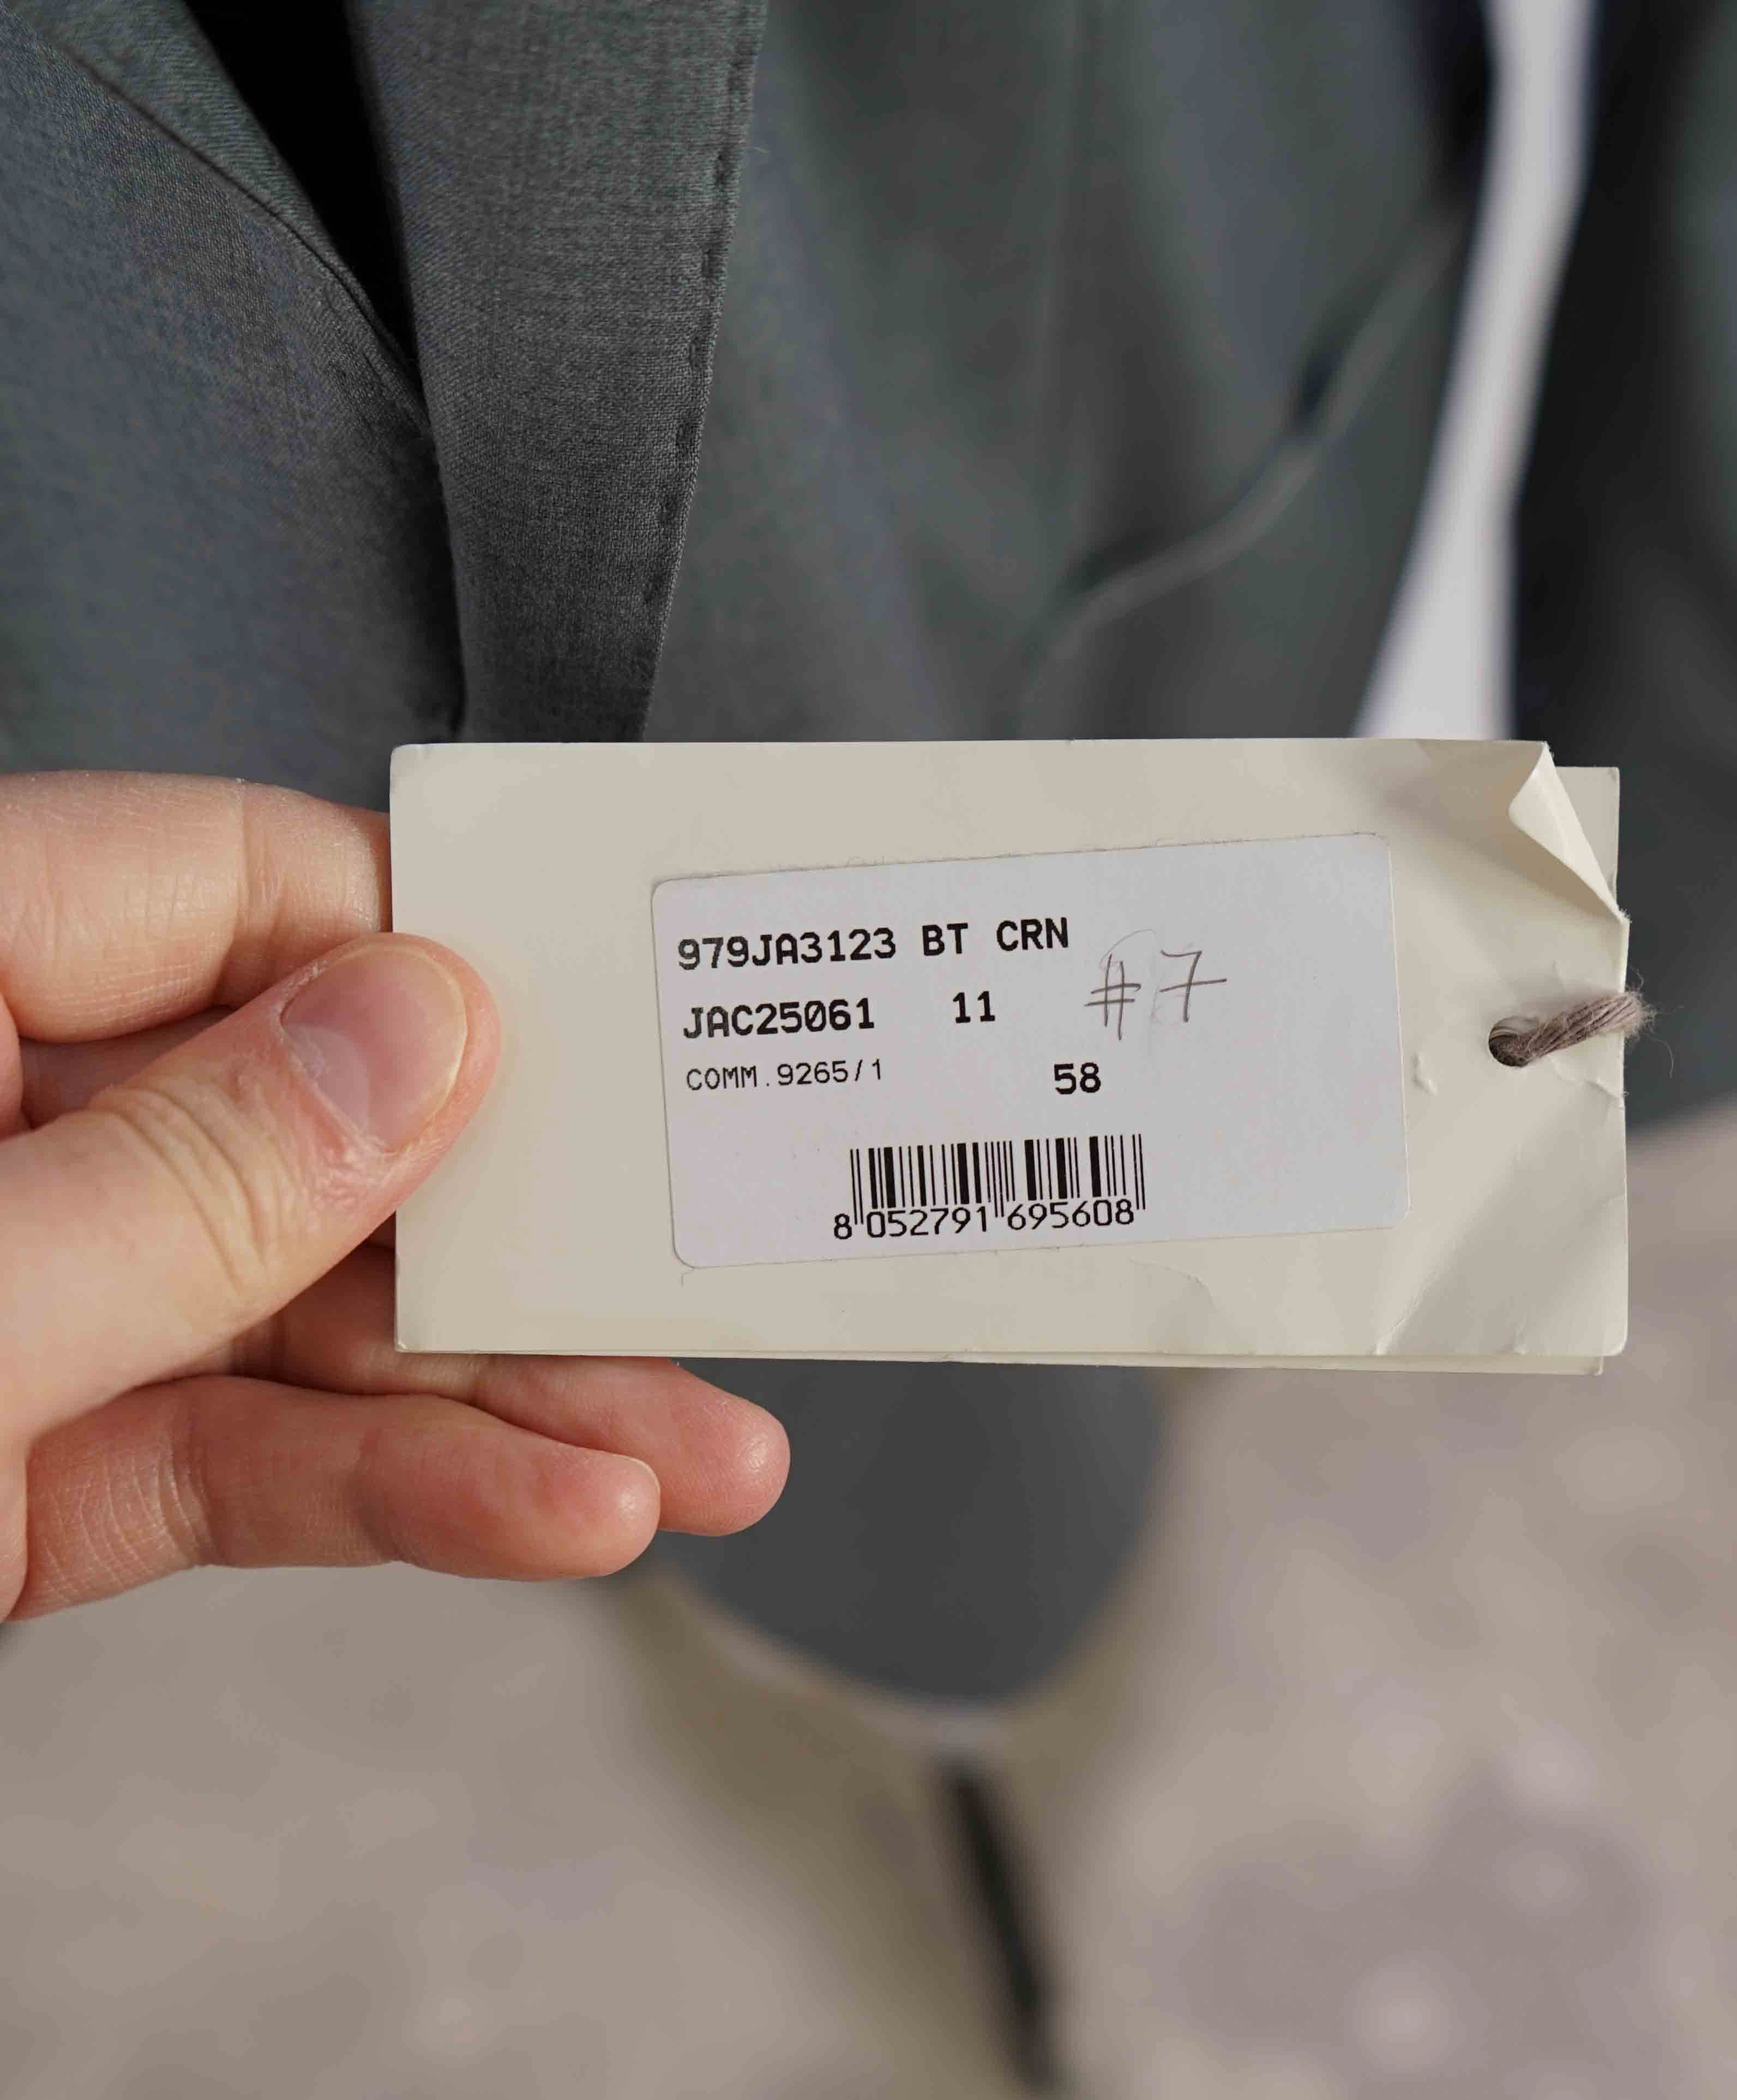 979JA3123 BT CRN
JAC25061 11 #7
COMM.9265/1 58
8 052791 695608